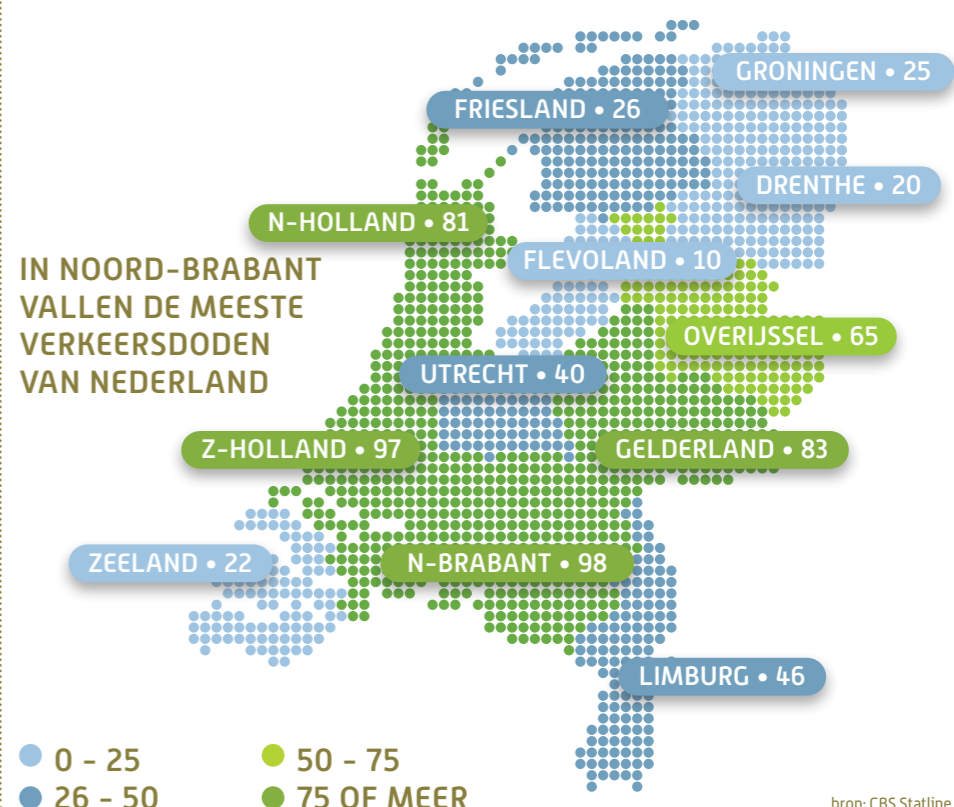 GRONINGEN • 25
FRIESLAND • 26
DRENTHE • 20
N-HOLLAND • 81
FLEVOLAND • 10
IN NOORD-BRABANT
VALLEN DE MEESTE
VERKEERSDODEN
VAN NEDERLAND
OVERIJSSEL • 65
UTRECHT • 40
Z-HOLLAND • 97
GELDERLAND • 83
ZEELAND • 22
N-BRABANT • 98
LIMBURG • 46
0 - 25
50 - 75
26 - 50
75 OF MEER
bron: CBS Statline